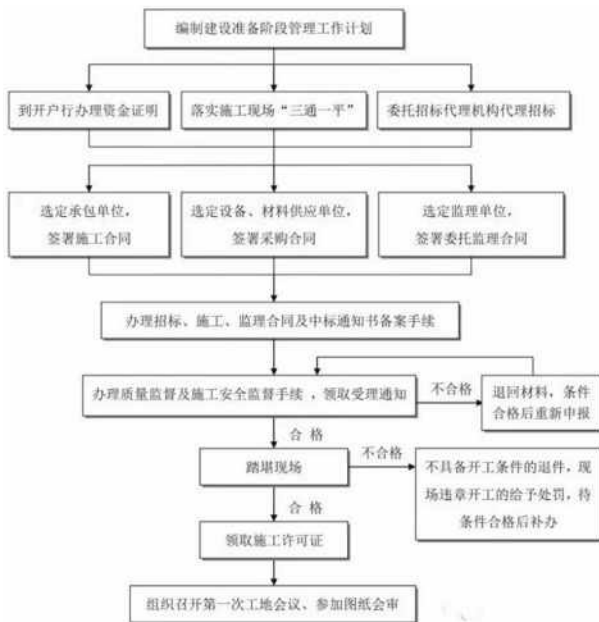 编制建设准备阶段管理工作计划
到开户行办理资金证明
落实施工现场“三通一平”
委托招标代理机构代理招标
选定承包单位,
签署施工合同
选定设备、材料供应单位,
签署采购合同
选定监理单位,
签署委托监理合同
办理招标、施工、监理合同及中标通知书备案手续
办理质量监督及施工安全监督手续 ，领取受理通知
不合格
退回材料，条件
合格后重新申报
合 格
踏堪现场
不合格
不具备开工条件的退件，现
场违章开工的给予处罚，待
条件合格后补办
合 格
领取施工许可证
组织召开第一次工地会议、参加图纸会审